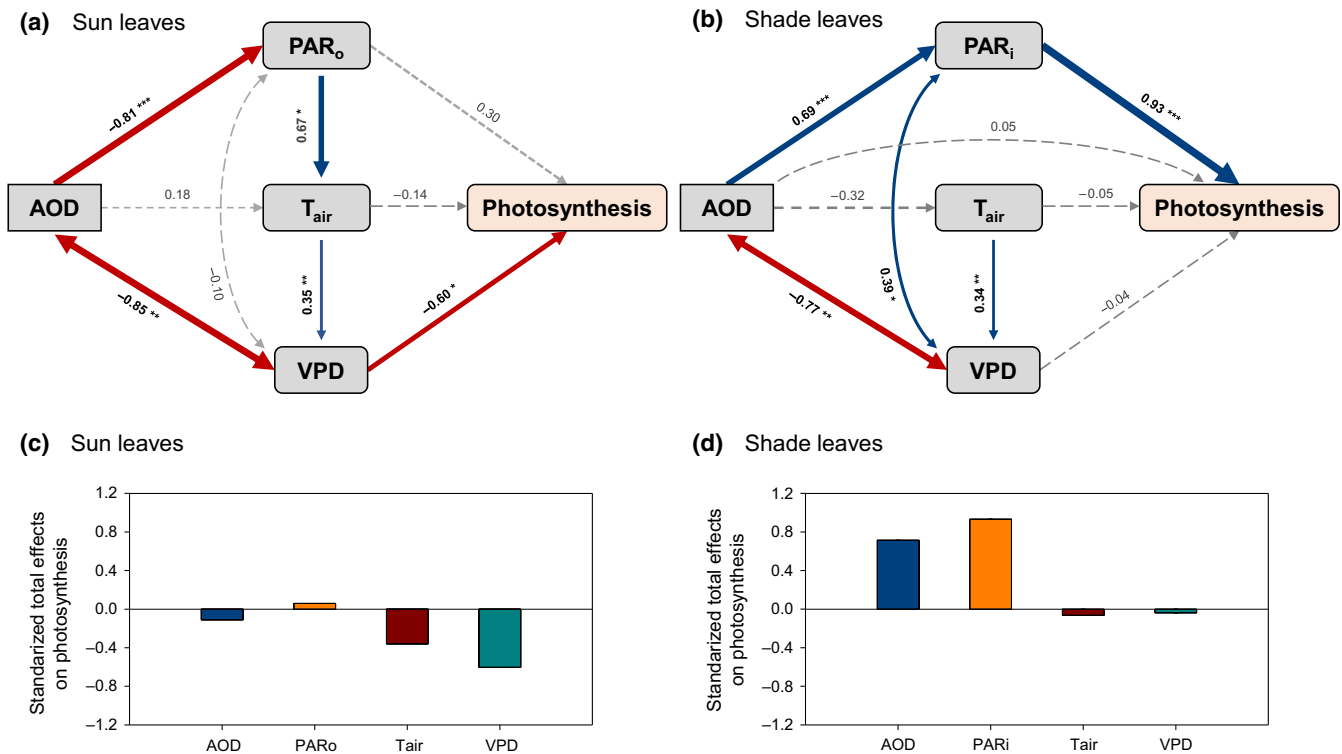 (a) Sun leaves
PARo
–0.81 ***
0.67 *
0.30
AOD
0.18
Tair
–0.14
Photosynthesis
–0.10
–0.85 **
0.35 **
–0.60 *
VPD
(b) Shade leaves
PARi
0.69 ***
0.93 ***
0.05
AOD
–0.32
Tair
–0.05
Photosynthesis
0.39 *
–0.77 **
0.34 **
–0.04
VPD
(c) Sun leaves
Standarized total effects
on photosynthesis
1.2
0.8
0.4
0.0
–0.4
–0.8
–1.2
AOD PARo Tair VPD
(d) Shade leaves
Standarized total effects
on photosynthesis
1.2
0.8
0.4
0.0
–0.4
–0.8
–1.2
AOD PARi Tair VPD